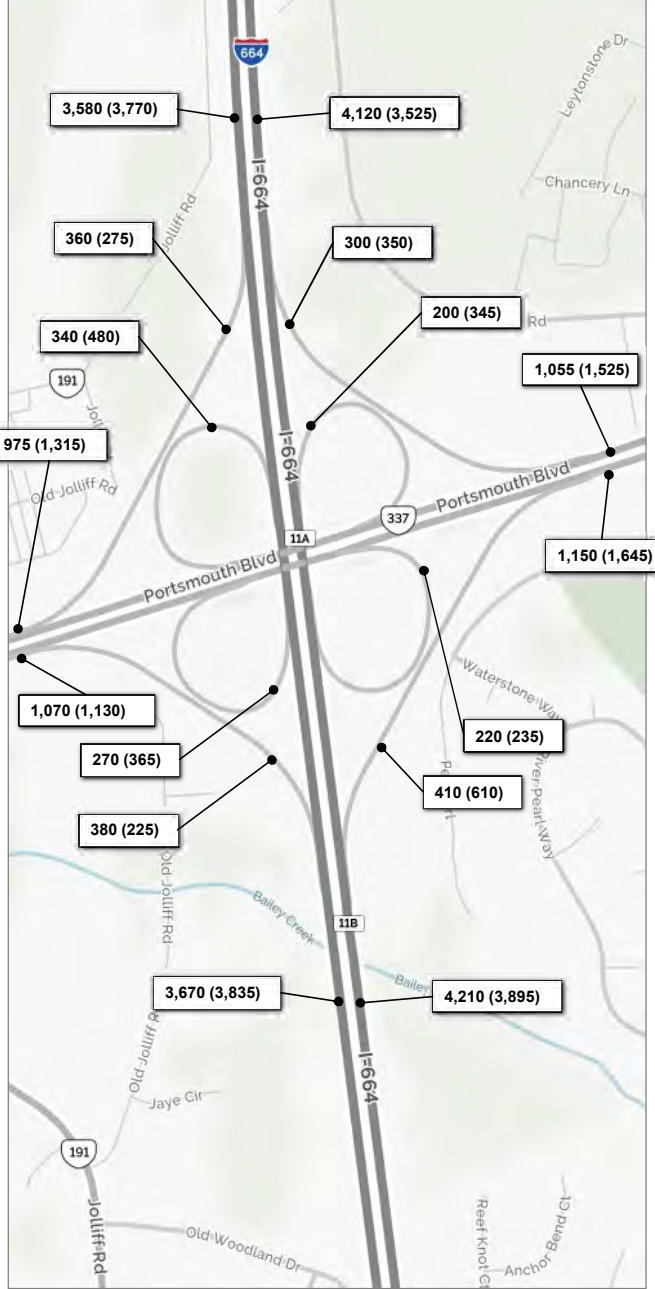 664
3,580 (3,770)
4,120 (3,525)
Leytonstone Dr
I-664
Chancery Ln
Jolliff Rd
360 (275)
300 (350)
200 (345)
Rd
340 (480)
1,055 (1,525)
191
975 (1,315)
I-664
Portsmouth Blvd
Old Jolliff Rd
337
11A
1,150 (1,645)
Portsmouth Blvd
Waterstone Way
1,070 (1,130)
220 (235)
270 (365)
410 (610)
River Pearl Way
380 (225)
Old Jolliff Rd
Bailey Creek
11B
3,670 (3,835)
Bailey
4,210 (3,895)
Old Jolliff R
I-664
Jaye Cir
191
Jolliff Rd
Old Woodland Dr
Reef Knot Ct
Anchor Bend Ct